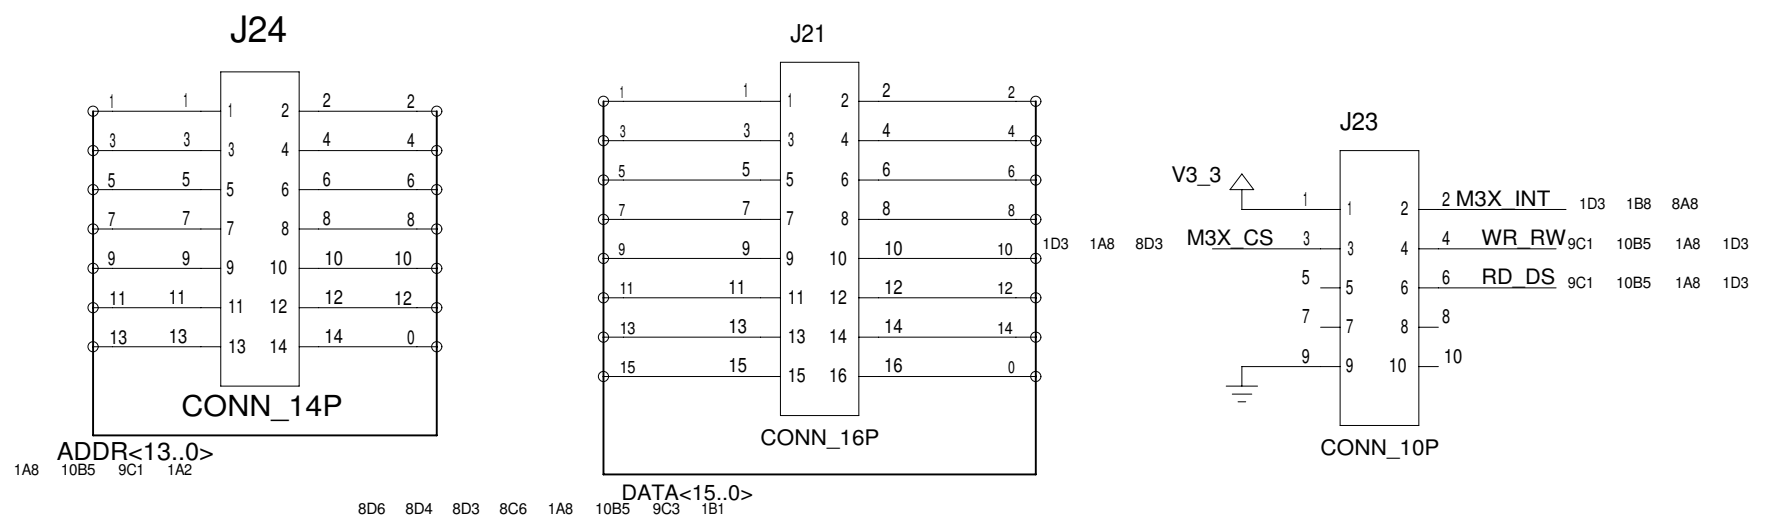 J24
1 1 1 2 2 2
3 3 3 4 4 4
5 5 5 6 6 6
7 7 7 8 8 8
9 9 9 10 10 10
11 11 11 12 12 12
13 13 13 14 14 0
CONN_14P
ADDR<13..0>
1A8 10B5 9C1 1A2
J21
1 1 1 2 2 2
3 3 3 4 4 4
5 5 5 6 6 6
7 7 7 8 8 8
9 9 9 10 10 10
11 11 11 12 12 12
13 13 13 14 14 14
15 15 15 16 16 0
CONN_16P
DATA<15..0>
8D6 8D4 8D3 8C6 1A8 10B5 9C3 1B1
J23
V3_3 1 1 2 2 M3X_INT 1D3 1B8 8A8
1D3 1A8 8D3 M3X_CS 3 3 4 4 WR_RW 9C1 10B5 1A8 1D3
5 5 6 6 RD_DS 9C1 10B5 1A8 1D3
7 7 8 8
9 9 10 10
CONN_10P